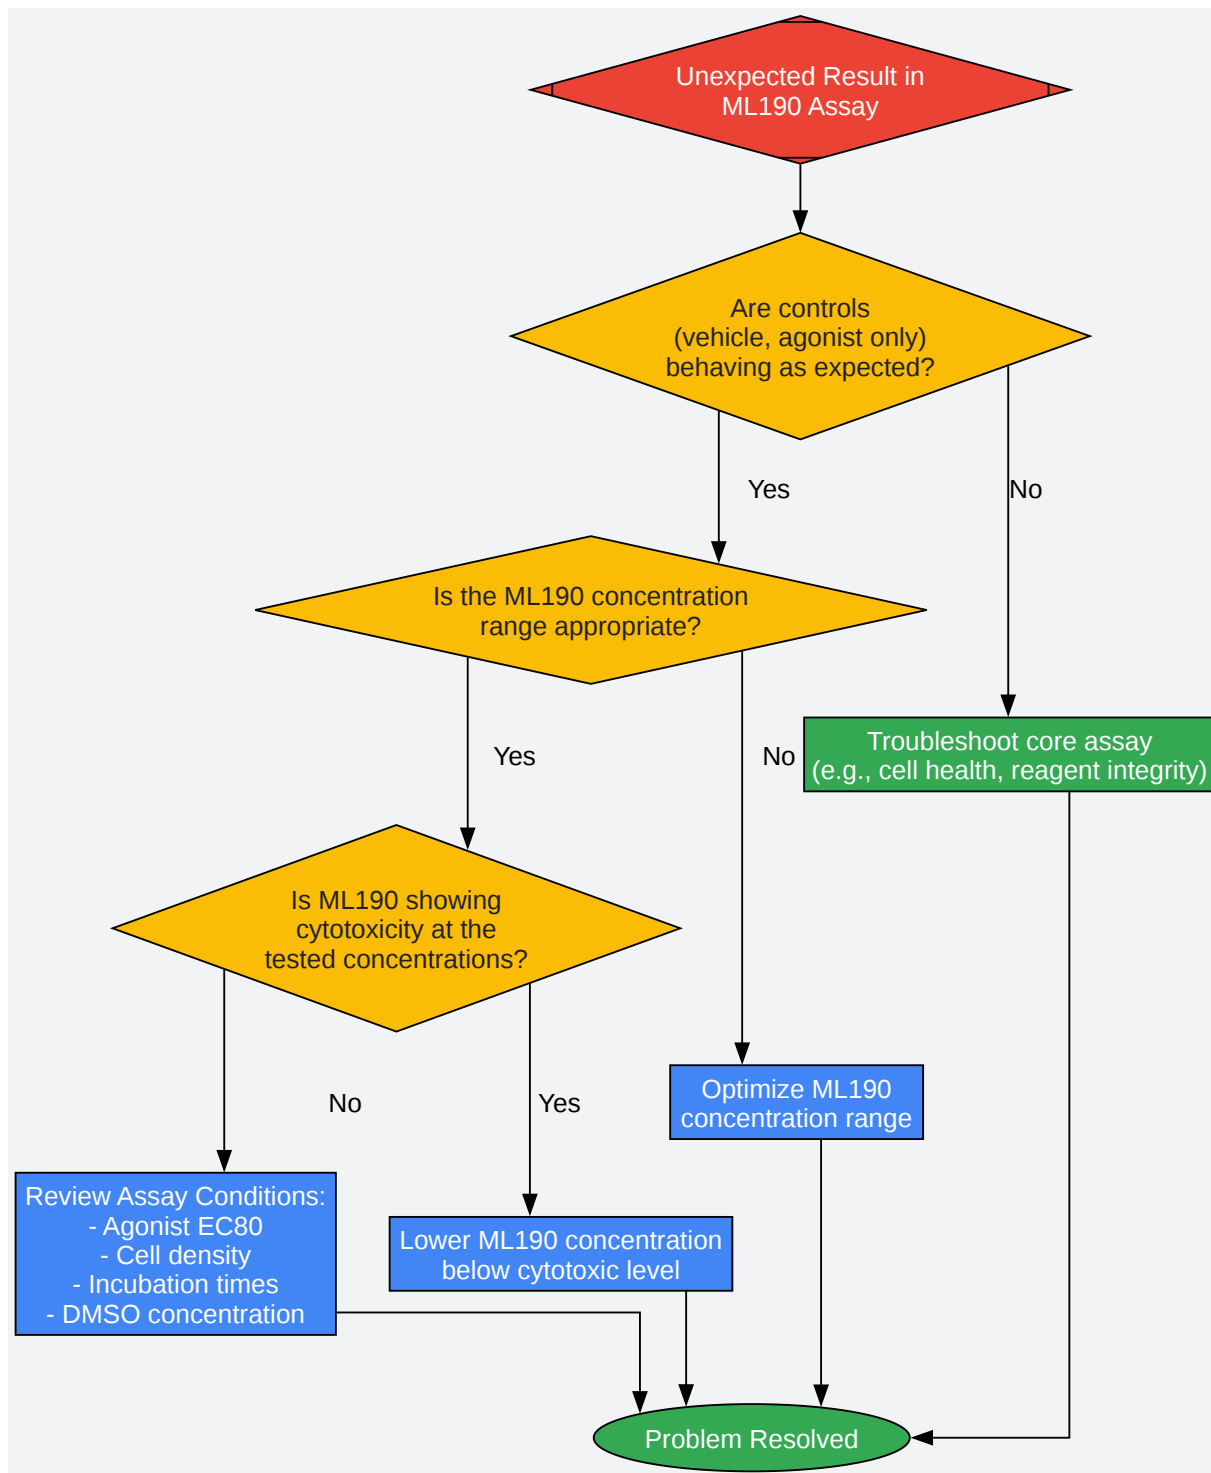 Unexpected Result in
ML190 Assay
Are controls
(vehicle, agonist only)
behaving as expected?
Yes
No
Is the ML190 concentration
range appropriate?
Yes
No
Troubleshoot core assay
(e.g., cell health, reagent integrity)
Is ML190 showing
cytotoxicity at the
tested concentrations?
No
Yes
Optimize ML190
concentration range
Review Assay Conditions:
- Agonist EC80
- Cell density
- Incubation times
- DMSO concentration
Lower ML190 concentration
below cytotoxic level
Problem Resolved